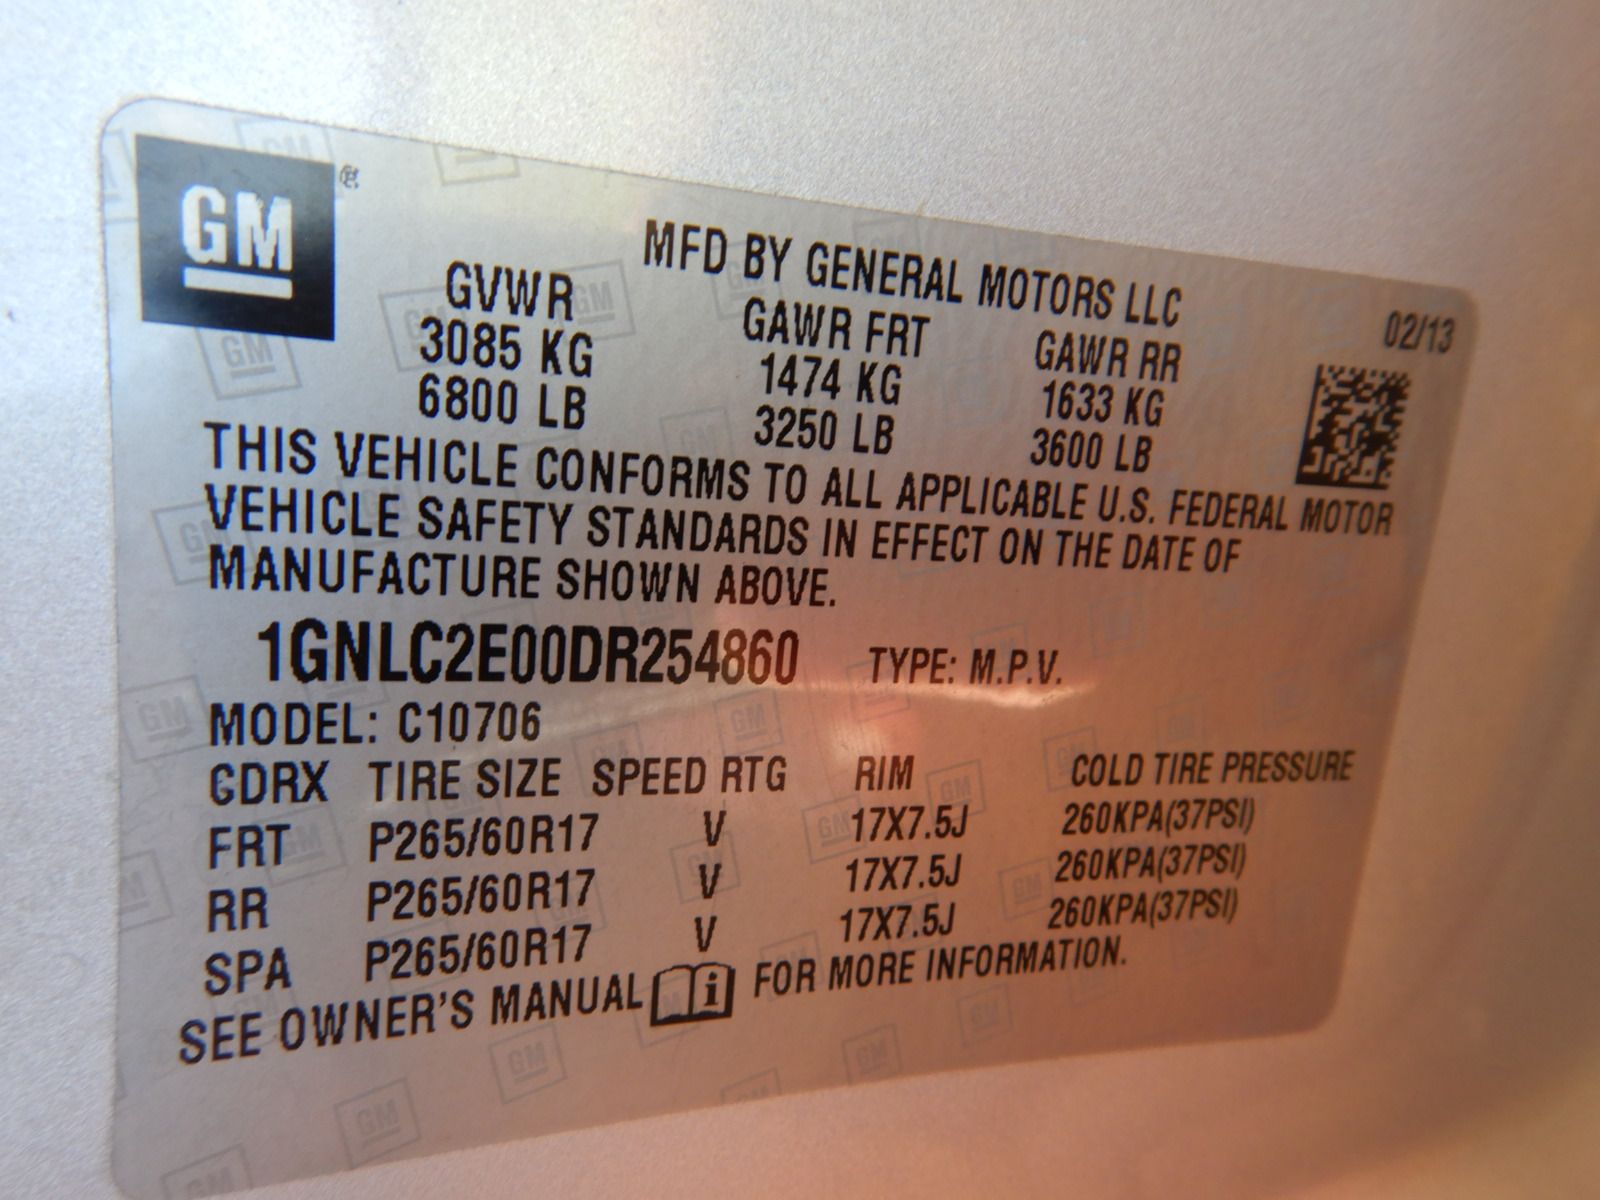 GM ®
MFD BY GENERAL MOTORS LLC
02/13
GVWR GAWR FRT GAWR RR
3085 KG 1474 KG 1633 KG
6800 LB 3250 LB 3600 LB
THIS VEHICLE CONFORMS TO ALL APPLICABLE U.S. FEDERAL MOTOR
VEHICLE SAFETY STANDARDS IN EFFECT ON THE DATE OF
MANUFACTURE SHOWN ABOVE.
1GNLC2E00DR254860 TYPE: M.P.V.
MODEL: C10706
CDRX TIRE SIZE SPEED RTG RIM COLD TIRE PRESSURE
FRT P265/60R17 V 17X7.5J 260KPA(37PSI)
RR P265/60R17 V 17X7.5J 260KPA(37PSI)
SPA P265/60R17 V 17X7.5J 260KPA(37PSI)
SEE OWNER'S MANUAL i FOR MORE INFORMATION.